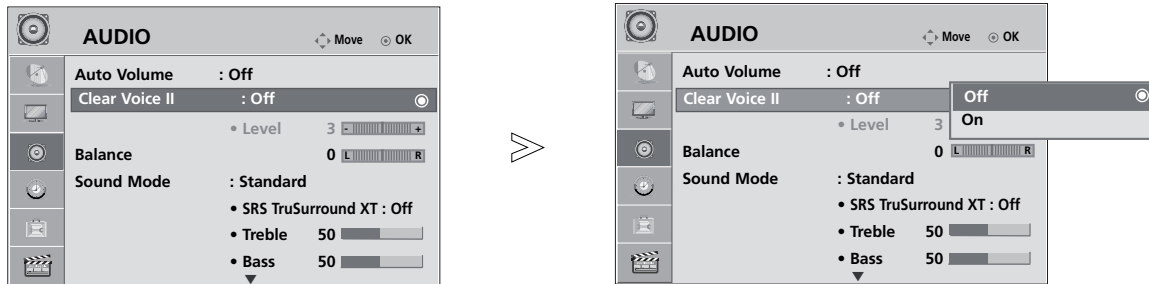 AUDIO
Move OK
Auto Volume : Off
Clear Voice II : Off
• Level 3 - +
Balance 0 L R
Sound Mode : Standard
• SRS TruSurround XT : Off
• Treble 50
• Bass 50
AUDIO
Move OK
Auto Volume : Off
Clear Voice II : Off
Off
On
• Level 3
Balance 0 L R
Sound Mode : Standard
• SRS TruSurround XT : Off
• Treble 50
• Bass 50